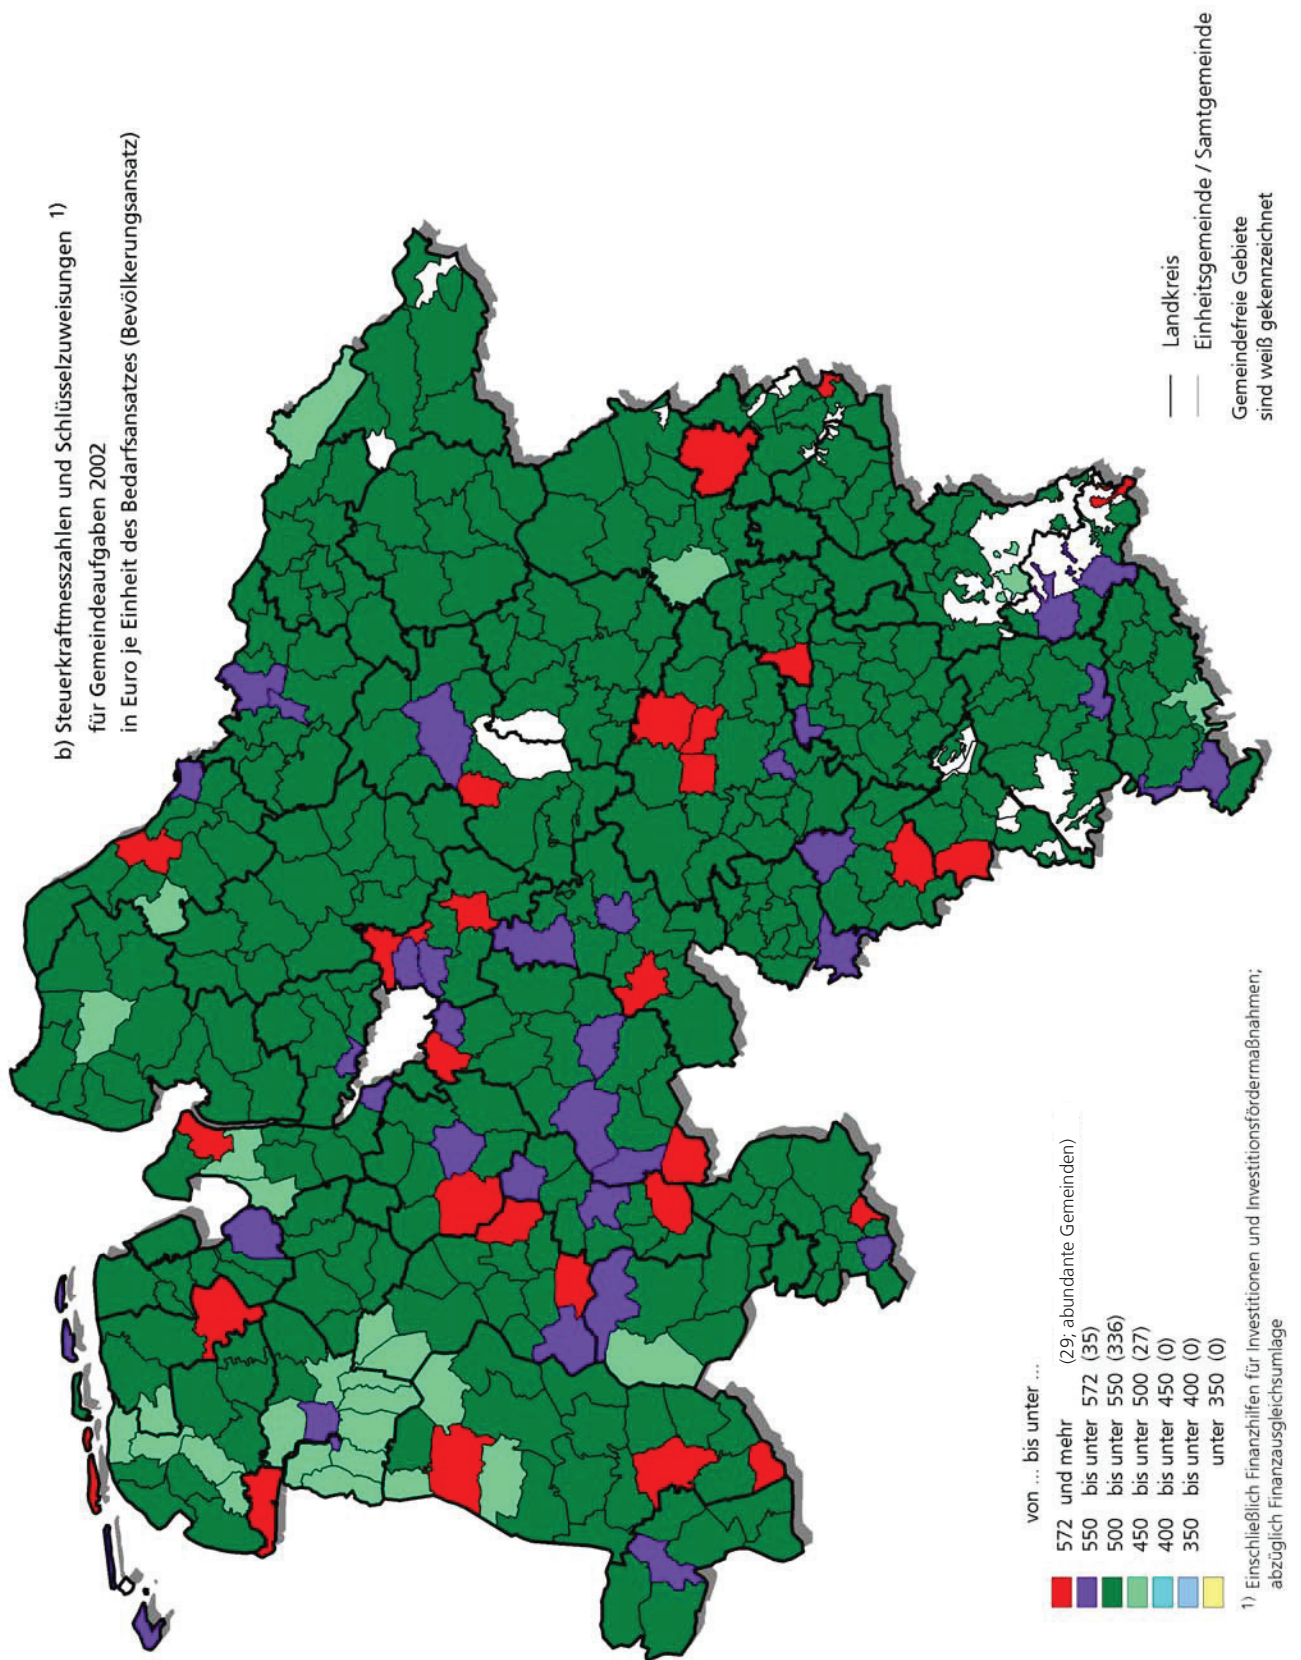 b) Steuerkraftmesszahlen und Schlüsselzuweisungen 1)
für Gemeindeaufgaben 2002
in Euro je Einheit des Bedarfsansatzes (Bevölkerungsansatz)
von ... bis unter ...
572 und mehr (29; abundante Gemeinden)
550 bis unter 572 (35)
500 bis unter 550 (336)
450 bis unter 500 (27)
400 bis unter 450 (0)
350 bis unter 400 (0)
unter 350 (0)
Landkreis
Einheitsgemeinde / Samtgemeinde
Gemeindefreie Gebiete
sind weiß gekennzeichnet
1) Einschließlich Finanzhilfen für Investitionen und Investitionsfördermaßnahmen;
abzüglich Finanzausgleichsumlage